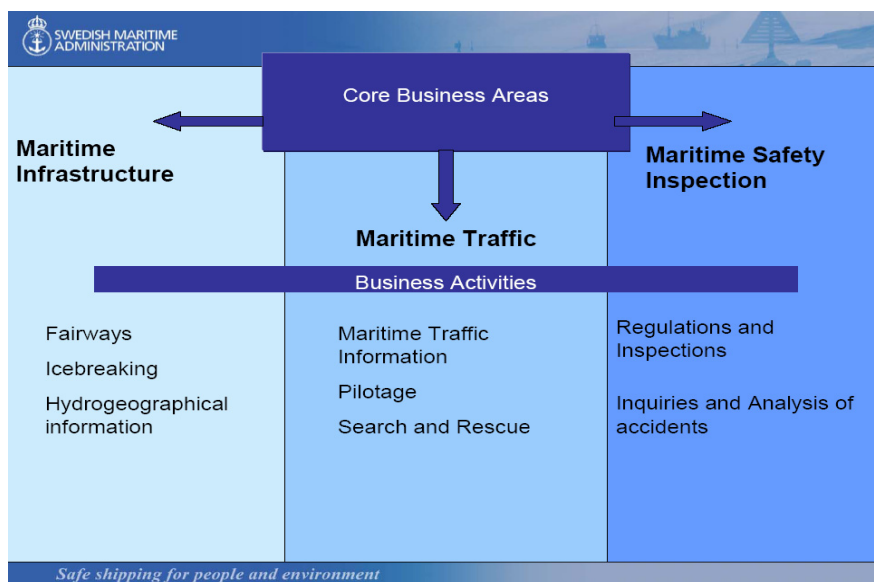 SWEDISH MARITIME
ADMINISTRATION
Core Business Areas
Maritime
Infrastructure
Maritime Safety
Inspection
Maritime Traffic
Business Activities
Fairways
Icebreaking
Hydrogeographical
information
Maritime Traffic
Information
Pilotage
Search and Rescue
Regulations and
Inspections
Inquiries and Analysis of
accidents
Safe shipping for people and environment